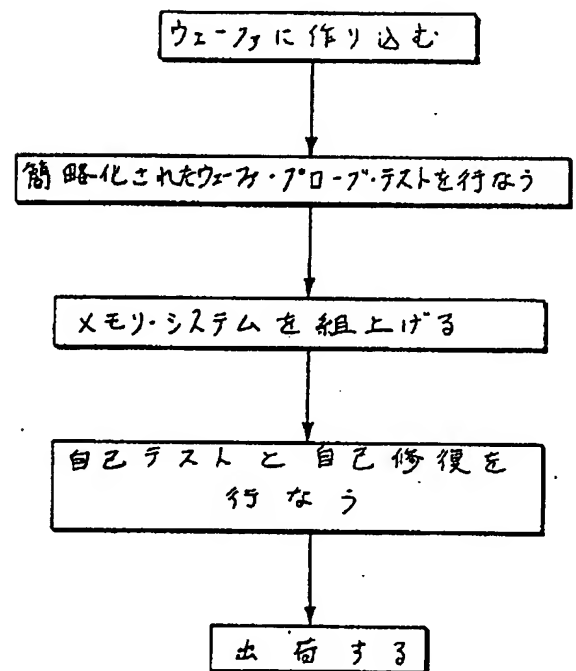 ウェーファに作り込む
簡略化されたウェーファ・プローブ・テストを行なう
メモリ・システムを組上げる
自己テストと自己修復を
行なう
出荷する